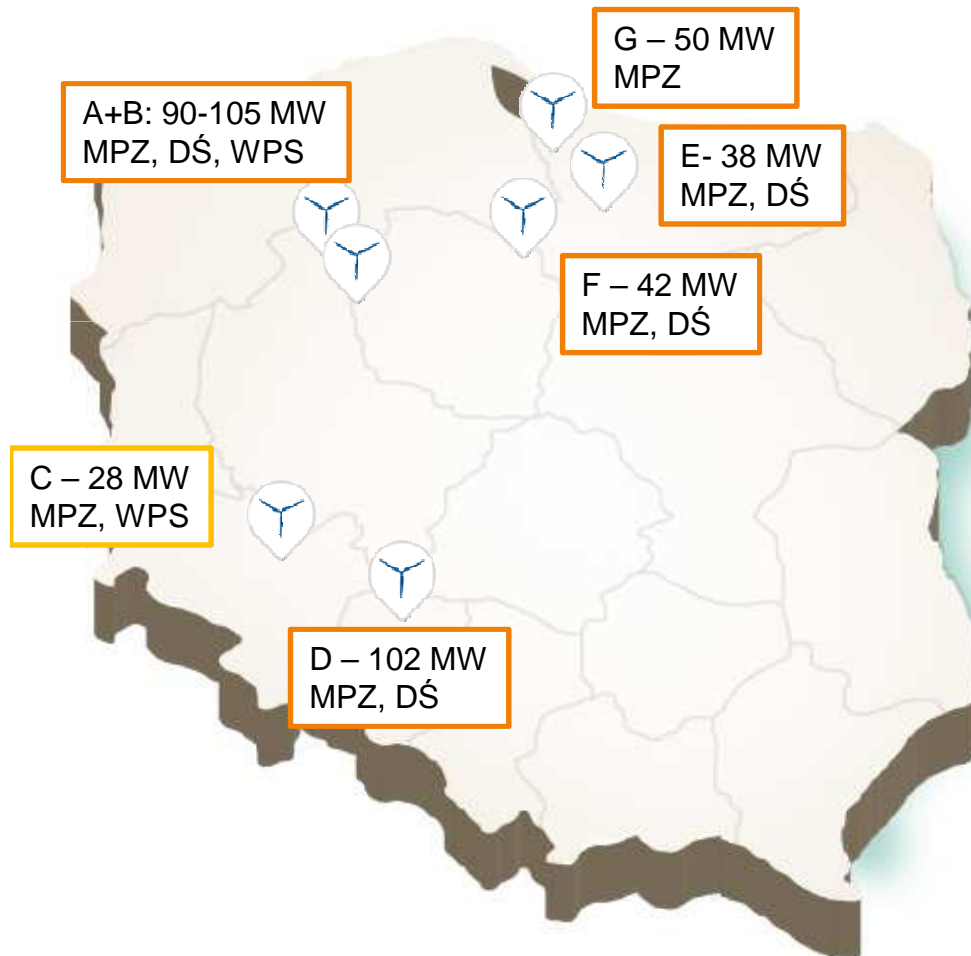 G – 50 MW
MPZ
A+B: 90-105 MW
MPZ, DŚ, WPS
E- 38 MW
MPZ, DŚ
F – 42 MW
MPZ, DŚ
C – 28 MW
MPZ, WPS
D – 102 MW
MPZ, DŚ